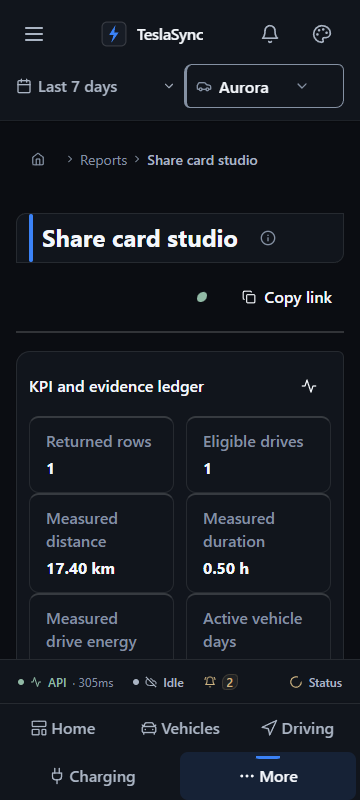 TeslaSync
Last 7 days
Aurora
Reports
Share card studio
Share card studio
Copy link
KPI and evidence ledger
Returned rows
1
Eligible drives
1
Measured
distance
17.40 km
Measured
duration
0.50 h
Measured
drive energy
Active vehicle
days
API · 305ms
Idle
2
Status
Home
Vehicles
Driving
Charging
More